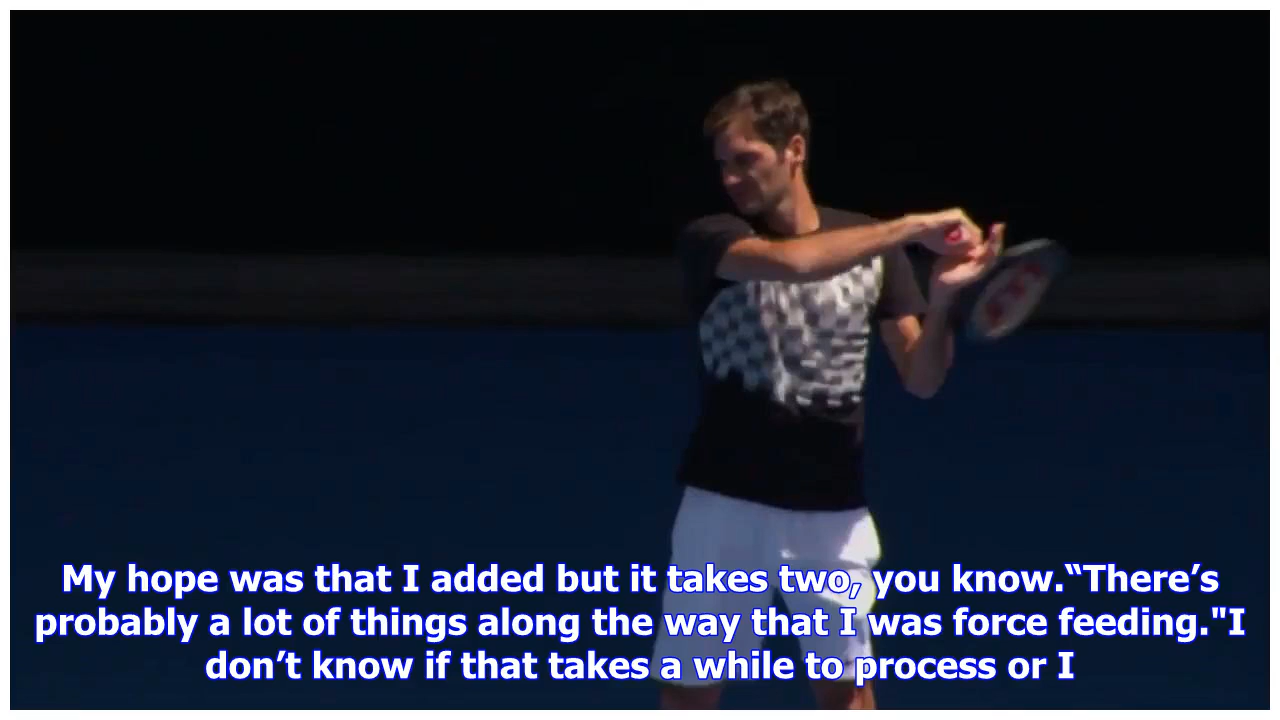 My hope was that I added but it takes two, you know.“There’s
probably a lot of things along the way that I was force feeding."I
don’t know if that takes a while to process or I